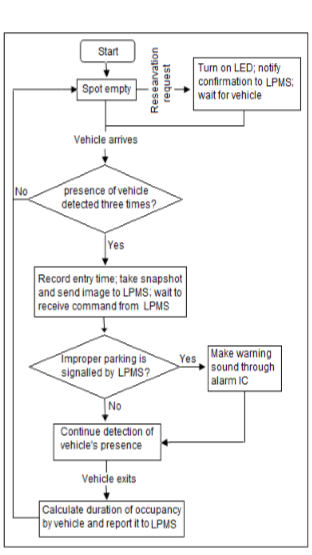 Start
Spot empty
Researvation
request
Turn on LED; notify
confirmation to LPMS;
wait for vehicle
Vehicle arrives
No
presence of vehicle
detected three times?
Yes
Record entry time; take snapshot
and send image to LPMS; wait to
receive command from LPMS
Improper parking is
signalled by LPMS?
Yes
Make warning
sound through
alarm IC
No
Continue detection of
vehicle's presence
Vehicle exits
Calculate duration of occupancy
by vehicle and report it to LPMS